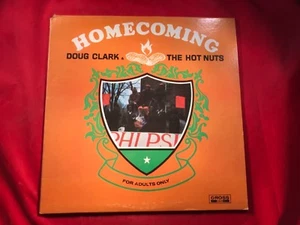 HOMECOMING
DOUG CLARK & THE HOT NUTS
PHI PSI
FOR ADULTS ONLY
GROSS